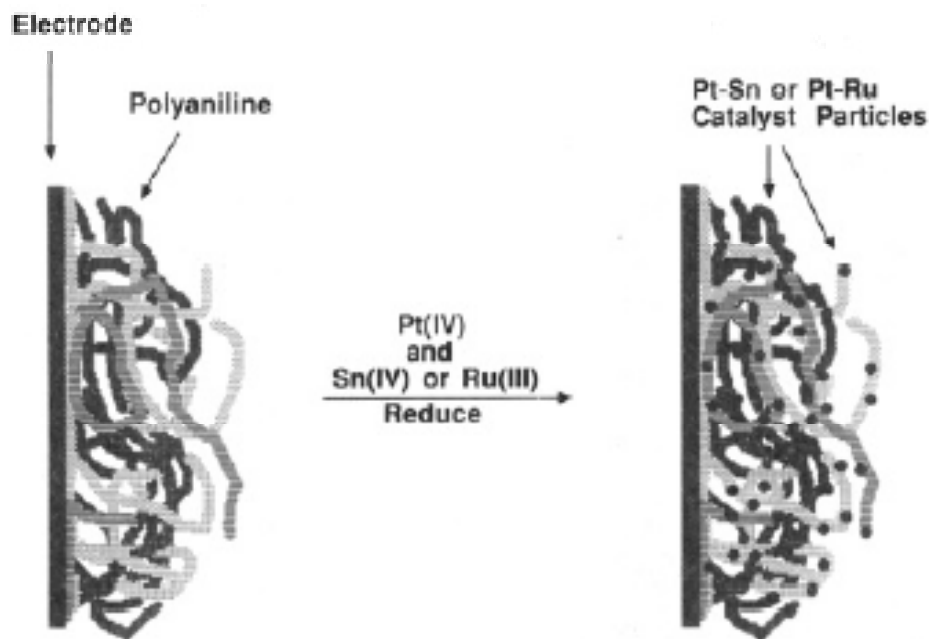 Electrode
Polyaniline
Pt-Sn or Pt-Ru
Catalyst Particles
Pt(IV)
and
Sn(IV) or Ru(III)
Reduce